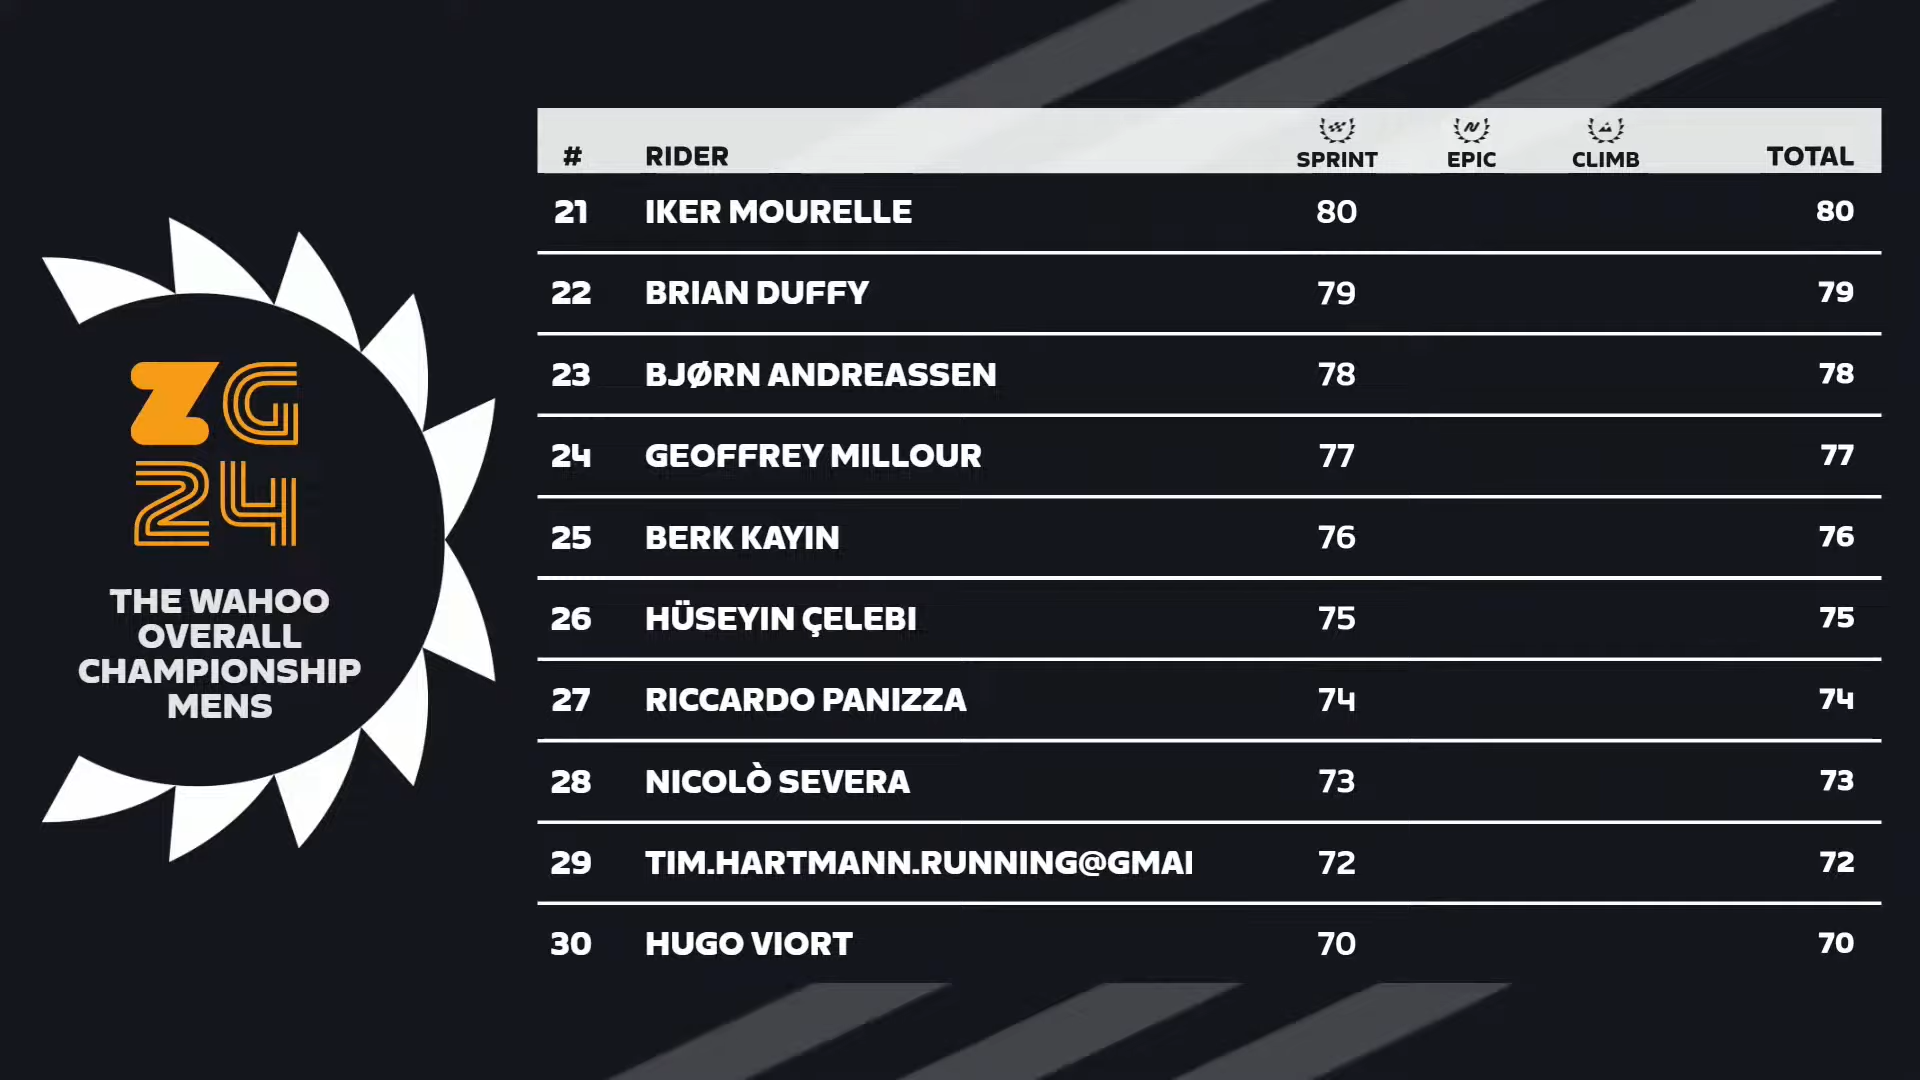 ZG
24
THE WAHOO
OVERALL
CHAMPIONSHIP
MENS
# RIDER SPRINT EPIC CLIMB TOTAL
21 IKER MOURELLE 80 80
22 BRIAN DUFFY 79 79
23 BJØRN ANDREASSEN 78 78
24 GEOFFREY MILLOUR 77 77
25 BERK KAYIN 76 76
26 HÜSEYIN ÇELEBI 75 75
27 RICCARDO PANIZZA 74 74
28 NICOLÒ SEVERA 73 73
29 TIM.HARTMANN.RUNNING@GMAI 72 72
30 HUGO VIORT 70 70